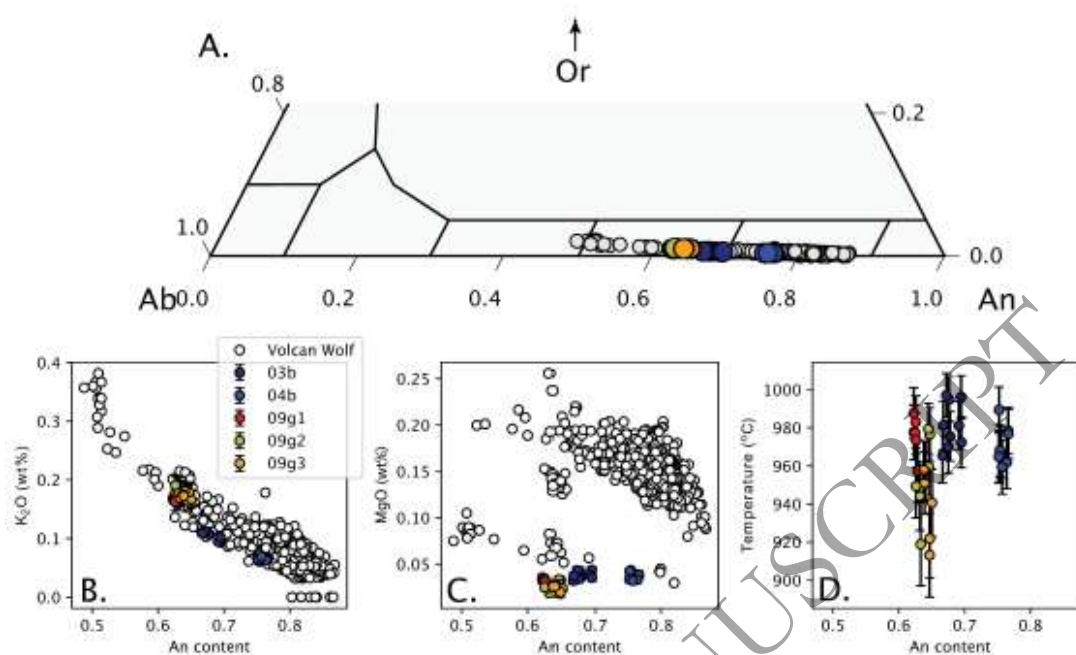 A.
Or
0.8
0.2
1.0
0.0
Ab
0.0
0.2
0.4
0.6
0.8
1.0
An
Volcan Wolf
03b
04b
09g1
09g2
09g3
0.4
0.3
0.2
0.1
0.0
K2O (wt%)
B.
0.5
0.6
0.7
0.8
An content
0.25
0.20
0.15
0.10
0.05
MgO (wt%)
C.
0.5
0.6
0.7
0.8
An content
1000
980
960
940
920
900
Temperature (°C)
D.
0.5
0.6
0.7
0.8
An content
NUSCRIPT